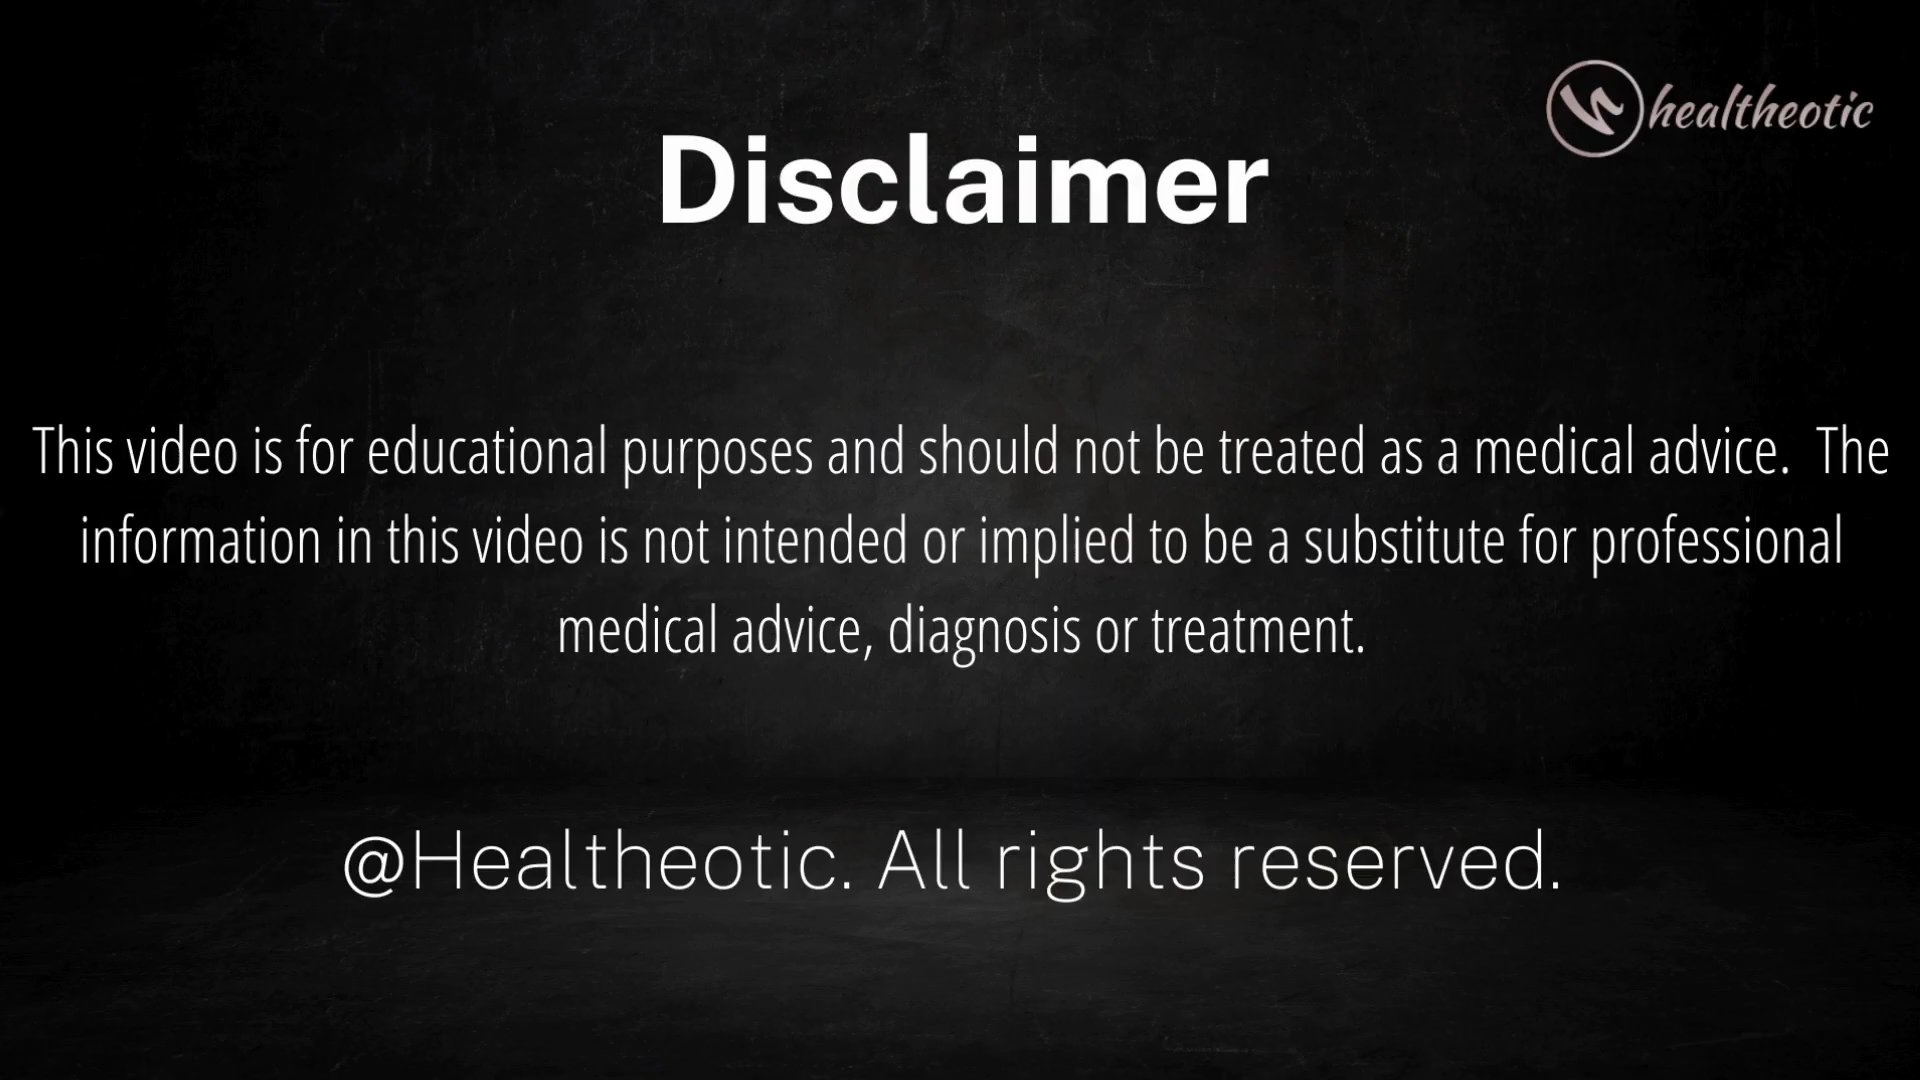 healtheotic
Disclaimer
This video is for educational purposes and should not be treated as a medical advice.  The
information in this video is not intended or implied to be a substitute for professional
medical advice, diagnosis or treatment.
@Healtheotic. All rights reserved.